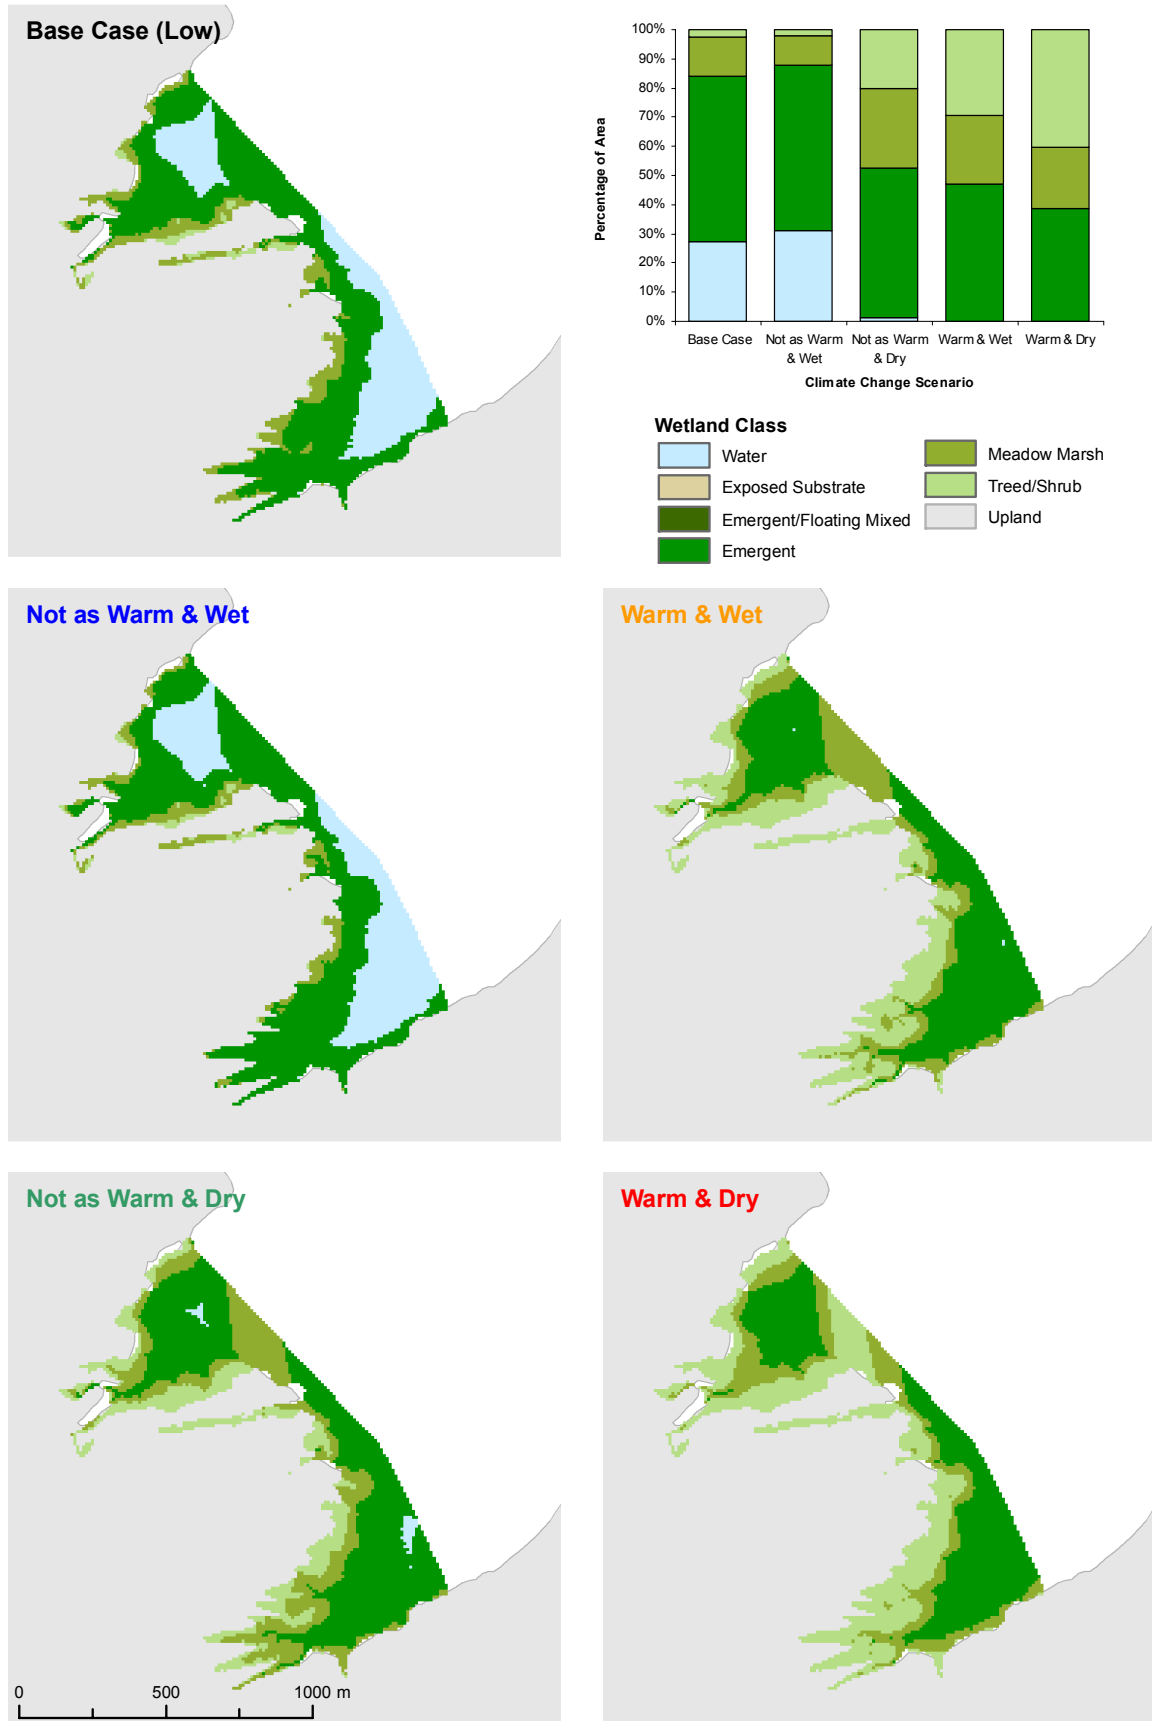 Base Case (Low)
100%
90%
80%
70%
60%
50%
40%
30%
20%
10%
0%
Percentage of Area
Base Case
Not as Warm
& Wet
Not as Warm
& Dry
Warm & Wet
Warm & Dry
Climate Change Scenario
Wetland Class
Water
Exposed Substrate
Emergent/Floating Mixed
Emergent
Meadow Marsh
Treed/Shrub
Upland
Not as Warm & Wet
Warm & Wet
Not as Warm & Dry
Warm & Dry
0
500
1000 m